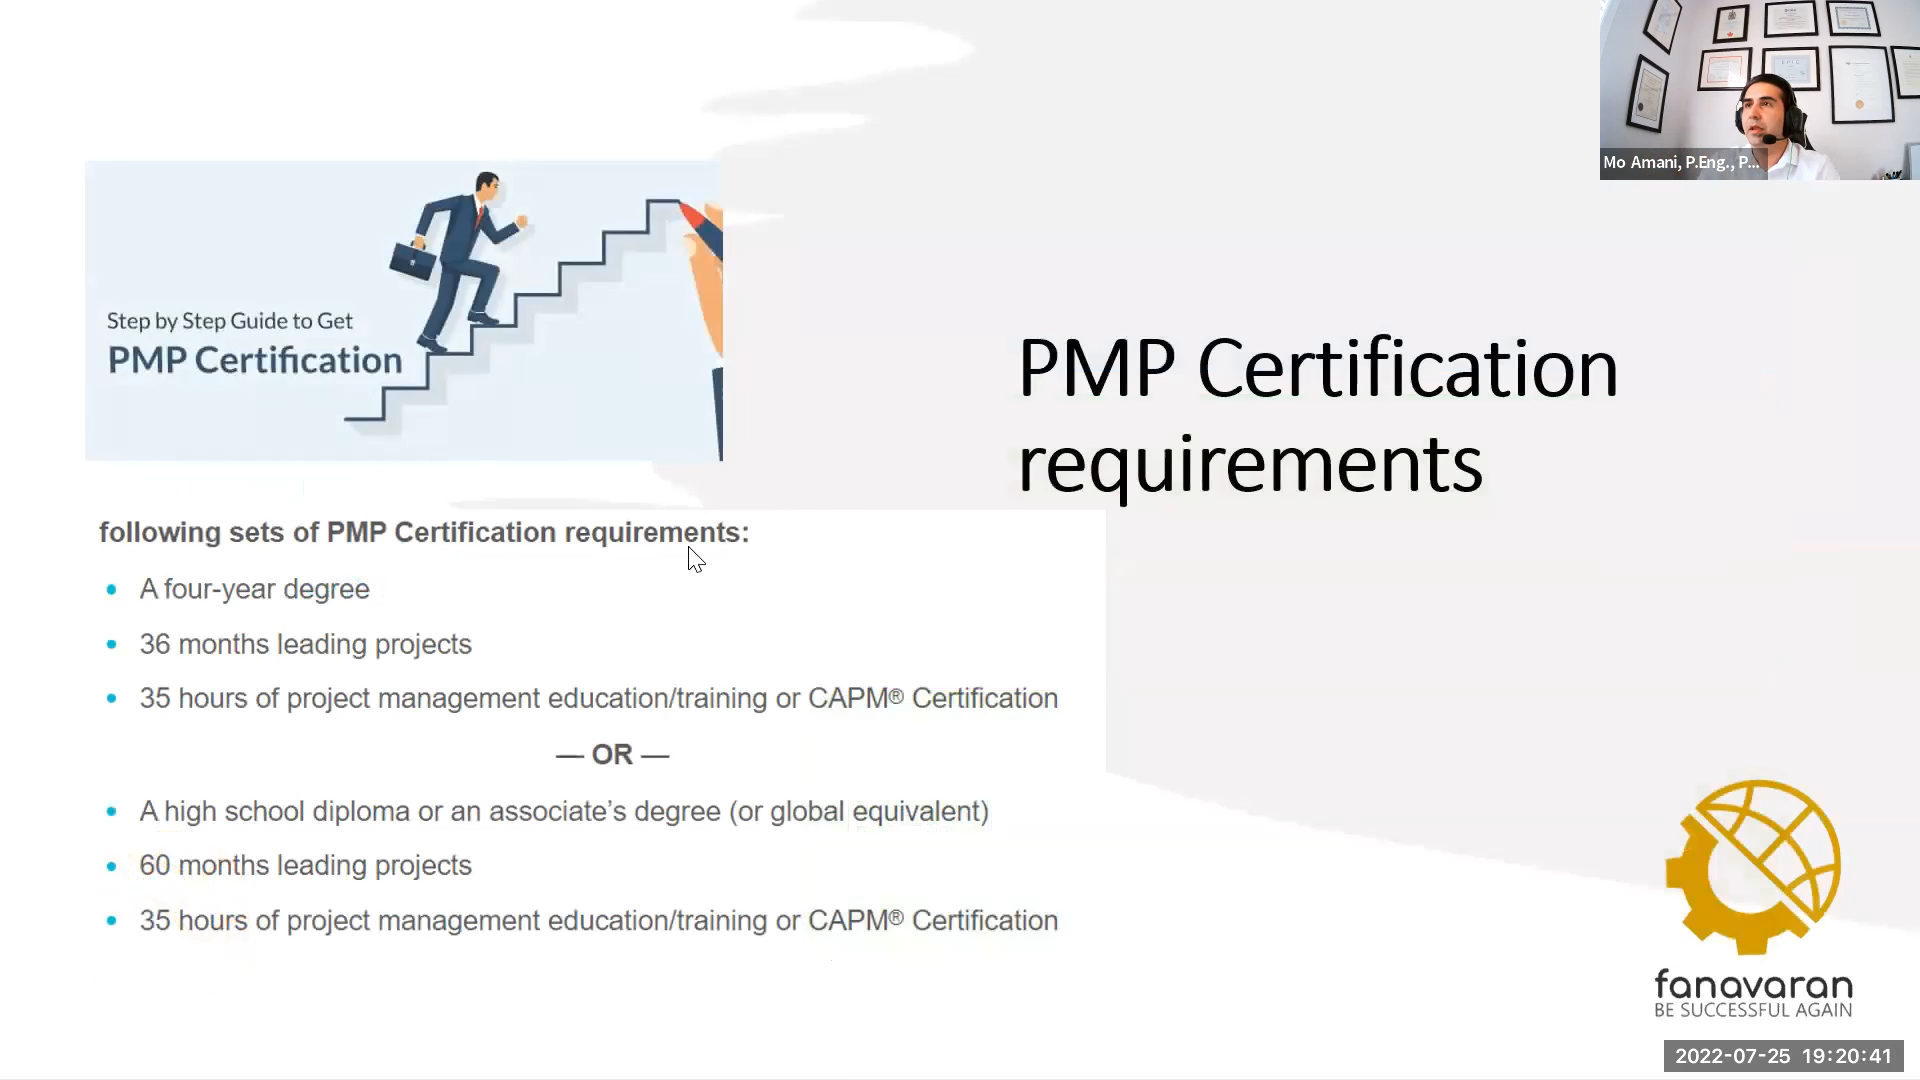 Mo Amani, P.Eng., P...
Step by Step Guide to Get
PMP Certification
PMP Certification
requirements
following sets of PMP Certification requirements:
• A four-year degree
• 36 months leading projects
• 35 hours of project management education/training or CAPM® Certification
— OR —
• A high school diploma or an associate’s degree (or global equivalent)
• 60 months leading projects
• 35 hours of project management education/training or CAPM® Certification
fanavaran
BE SUCCESSFUL AGAIN
2022-07-25 19:20:41